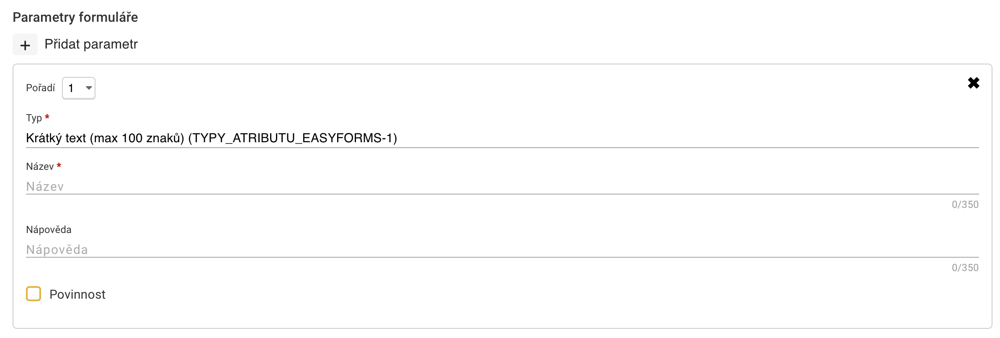 Parametry formuláře
+ Přidat parametr
Pořadí 1
Typ *
Krátký text (max 100 znaků) (TYPY_ATRIBUTU_EASYFORMS-1)
Název *
Název
0/350
Nápověda
Nápověda
0/350
Povinnost